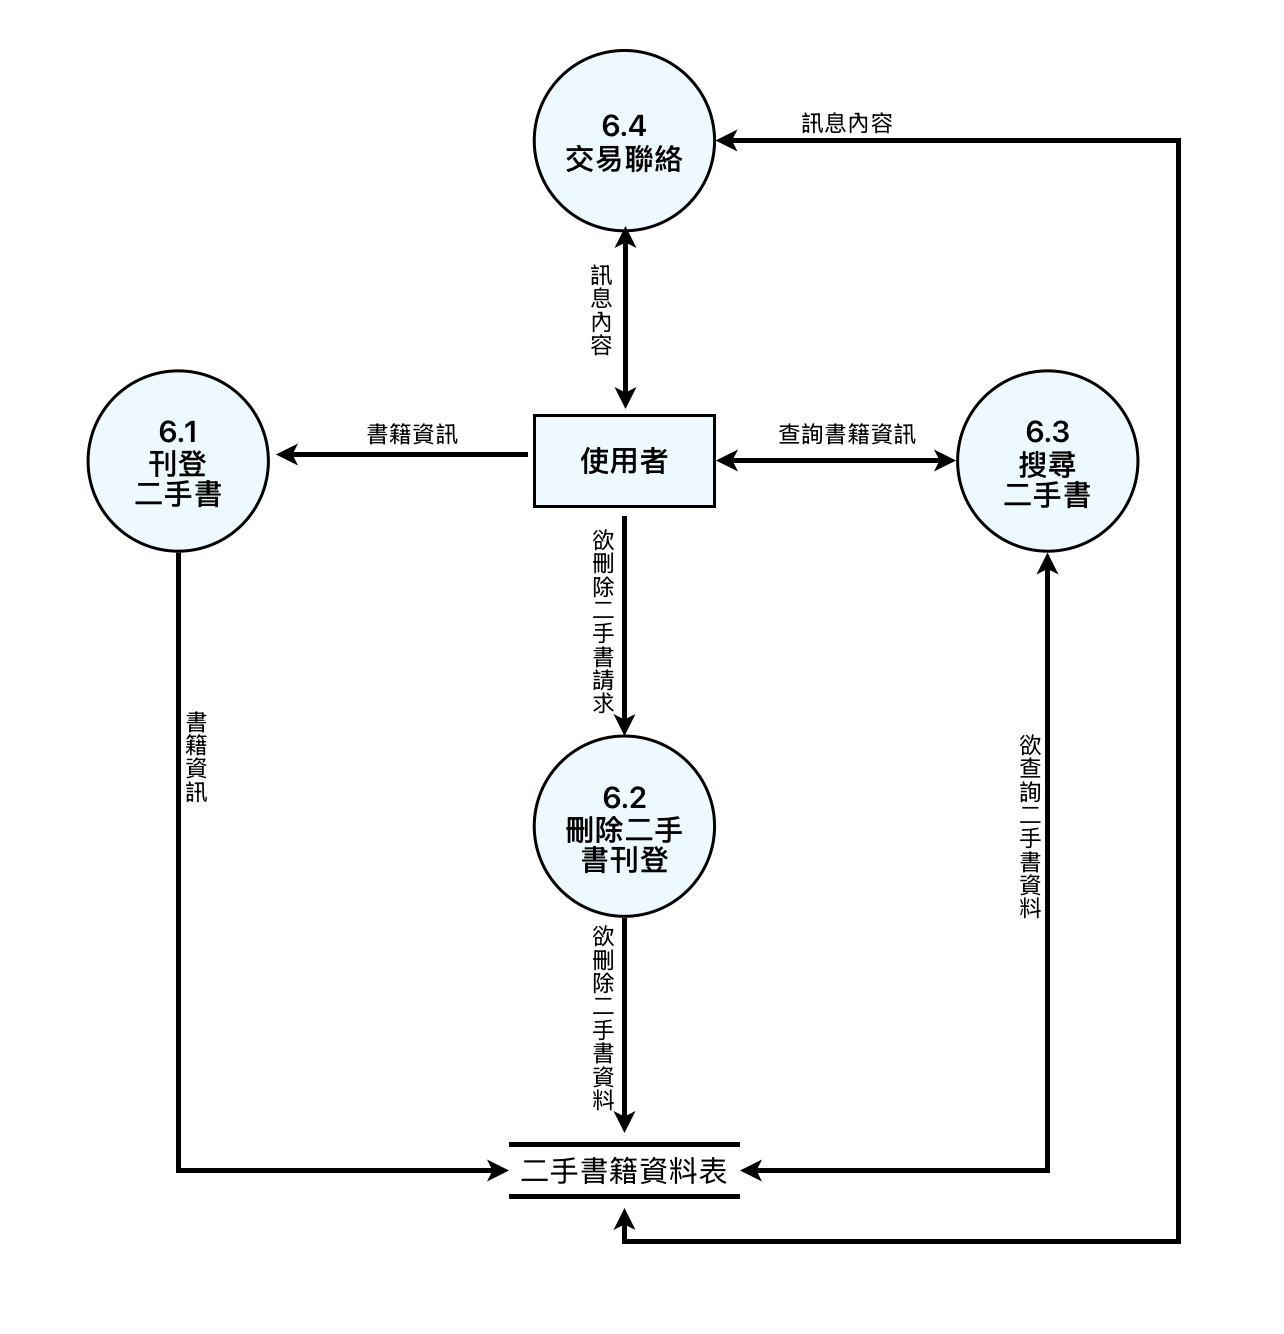 6.4
交易聯絡
訊息內容
訊息內容
6.1
刊登
二手書
書籍資訊
使用者
查詢書籍資訊
6.3
搜尋
二手書
欲刪除二手書請求
書籍資訊
欲查詢二手書資料
6.2
刪除二手
書刊登
欲刪除二手書資料
二手書籍資料表